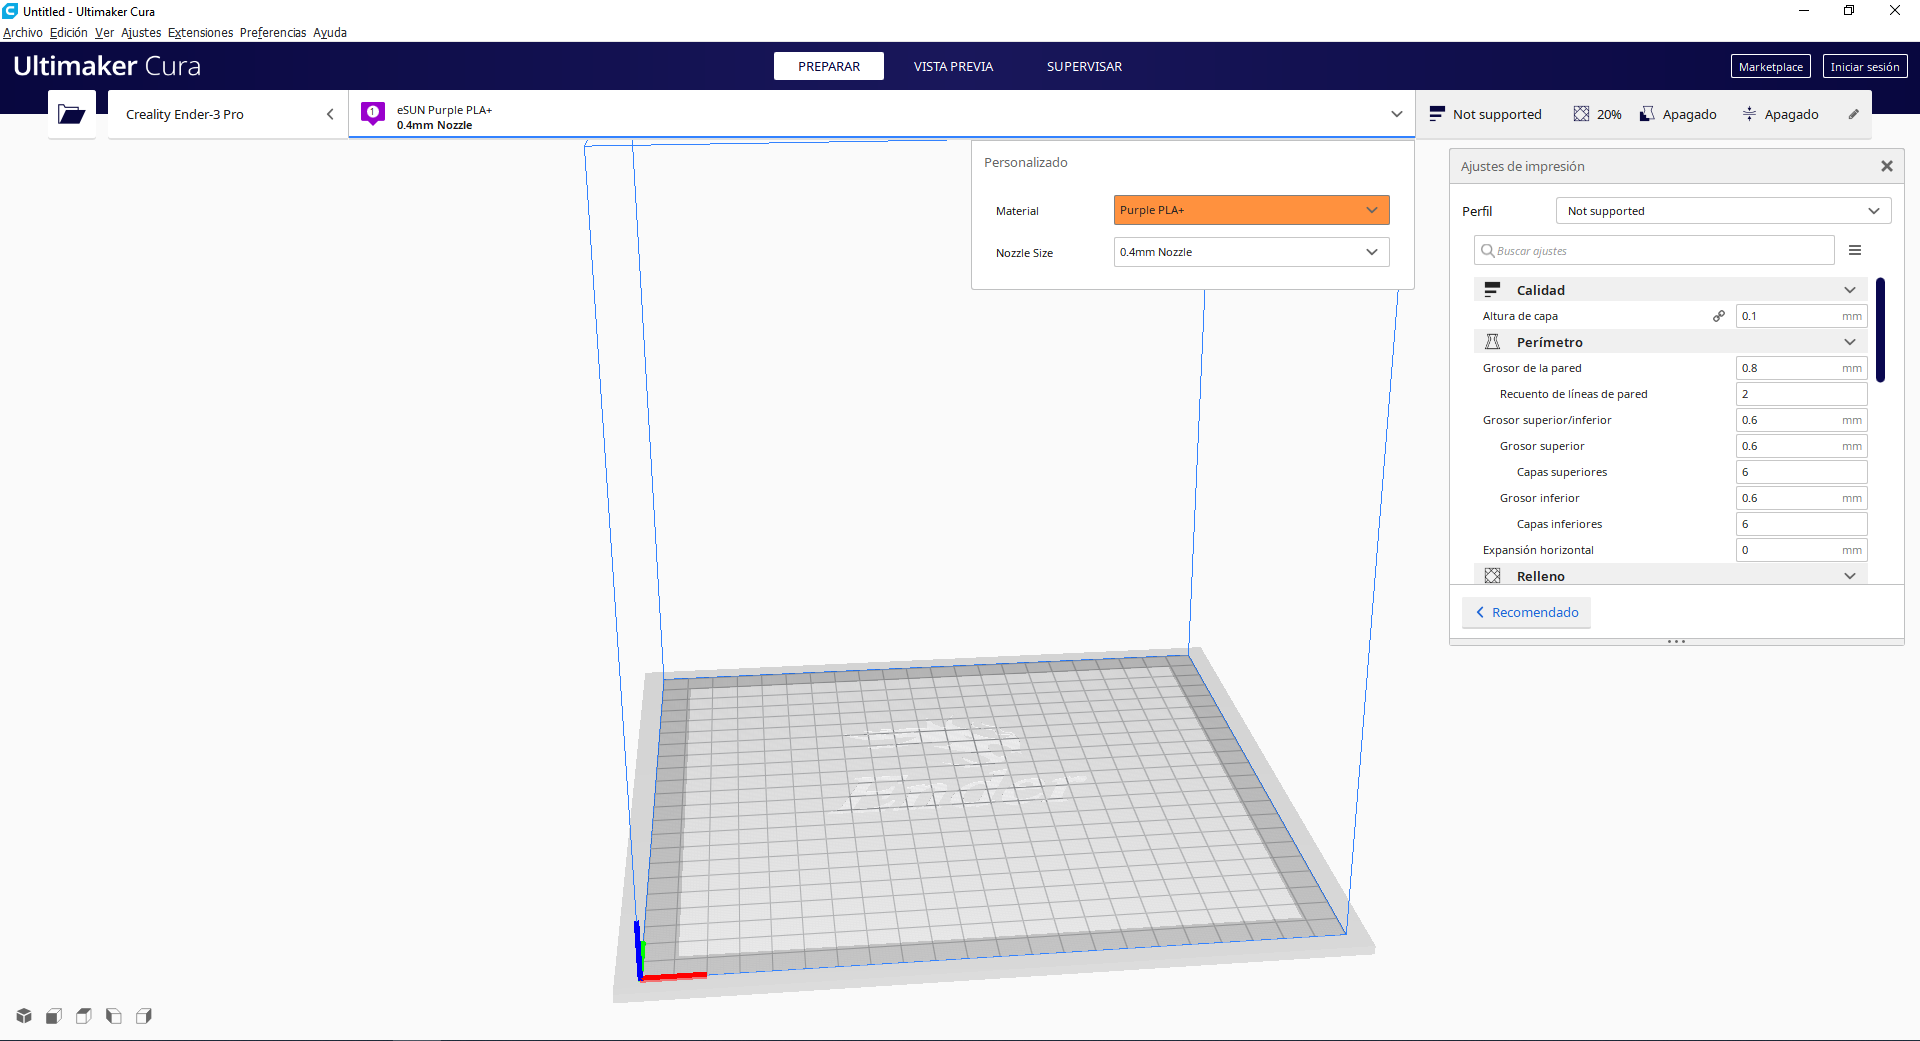 Untitled - Ultimaker Cura
Archivo Edición Ver Ajustes Extensiones Preferencias Ayuda
Ultimaker Cura
PREPARAR
VISTA PREVIA
SUPERVISAR
Marketplace
Iniciar sesión
Creality Ender-3 Pro
1
eSUN Purple PLA+
0.4mm Nozzle
Not supported
20%
Apagado
Apagado
Personalizado
Material
Purple PLA+
Nozzle Size
0.4mm Nozzle
Ajustes de impresión
Perfil
Not supported
Buscar ajustes
Calidad
Altura de capa
0.1 mm
Perímetro
Grosor de la pared
0.8 mm
Recuento de líneas de pared
2
Grosor superior/inferior
0.6 mm
Grosor superior
0.6 mm
Capas superiores
6
Grosor inferior
0.6 mm
Capas inferiores
6
Expansión horizontal
0 mm
Relleno
Recomendado
Ender